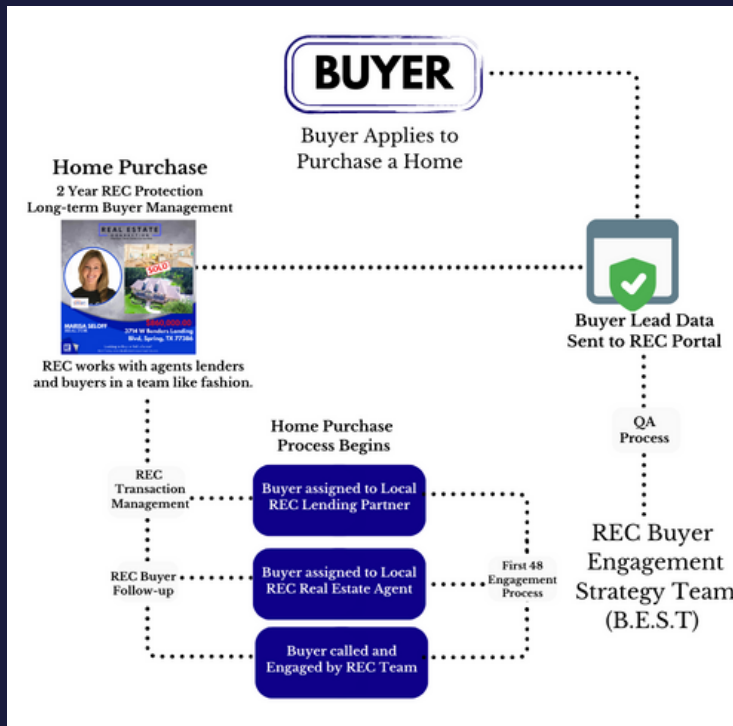 BUYER
Buyer Applies to
Purchase a Home
Home Purchase
2 Year REC Protection
Long-term Buyer Management
REAL ESTATE
SOLD
MARISA SELOFF
$860,000.00
3714 W Benders Landing
Blvd, Spring, TX 77386
REC works with agents lenders
and buyers in a team like fashion.
Buyer Lead Data
Sent to REC Portal
QA
Process
REC Buyer
Engagement
Strategy Team
(B.E.S.T)
Home Purchase
Process Begins
REC
Transaction
Management
Buyer assigned to Local
REC Lending Partner
REC Buyer
Follow-up
Buyer assigned to Local
REC Real Estate Agent
First 48
Engagement
Process
Buyer called and
Engaged by REC Team